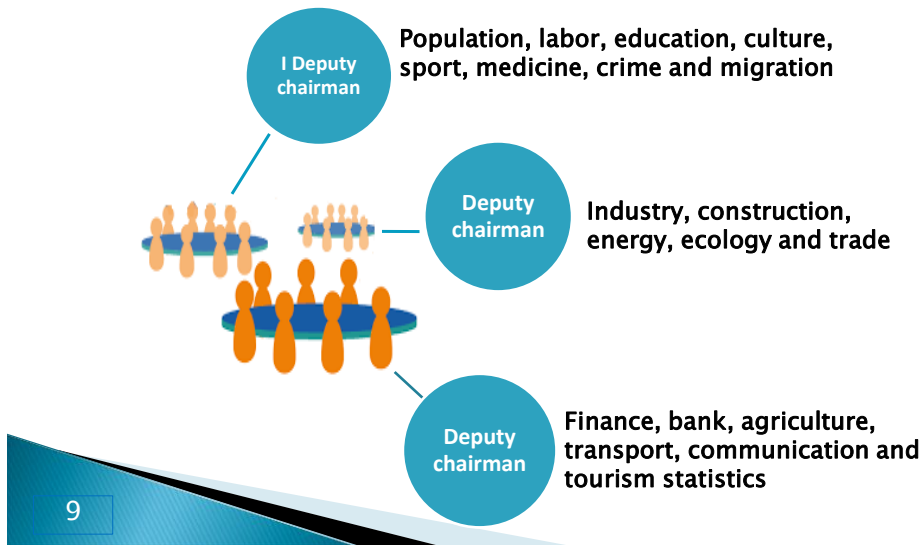 I Deputy
chairman
Population, labor, education, culture,
sport, medicine, crime and migration
Deputy
chairman
Industry, construction,
energy, ecology and trade
Deputy
chairman
Finance, bank, agriculture,
transport, communication and
tourism statistics
9